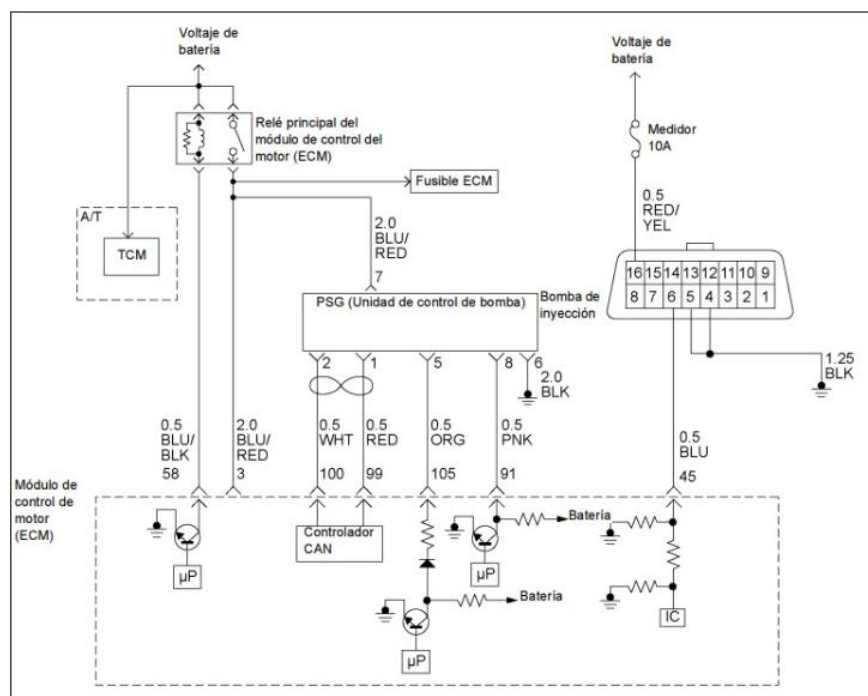 Voltaje de
batería
Voltaje de
batería
Relé principal del
módulo de control del
motor (ECM)
Medidor
10A
Fusible ECM
A/T
TCM
2.0
BLU/
RED
7
0.5
RED/
YEL
16 15 14 13 12 11 10 9
8 7 6 5 4 3 2 1
PSG (Unidad de control de bomba)
Bomba de
inyección
2 1 5 8 6
2.0
BLK
1.25
BLK
0.5
BLU/
BLK
58
2.0
BLU/
RED
3
0.5
WHT
100
0.5
RED
99
0.5
ORG
105
0.5
PNK
91
0.5
BLU
45
Módulo de
control de
motor
(ECM)
Controlador
CAN
Batería
µP
µP
Batería
µP
IC